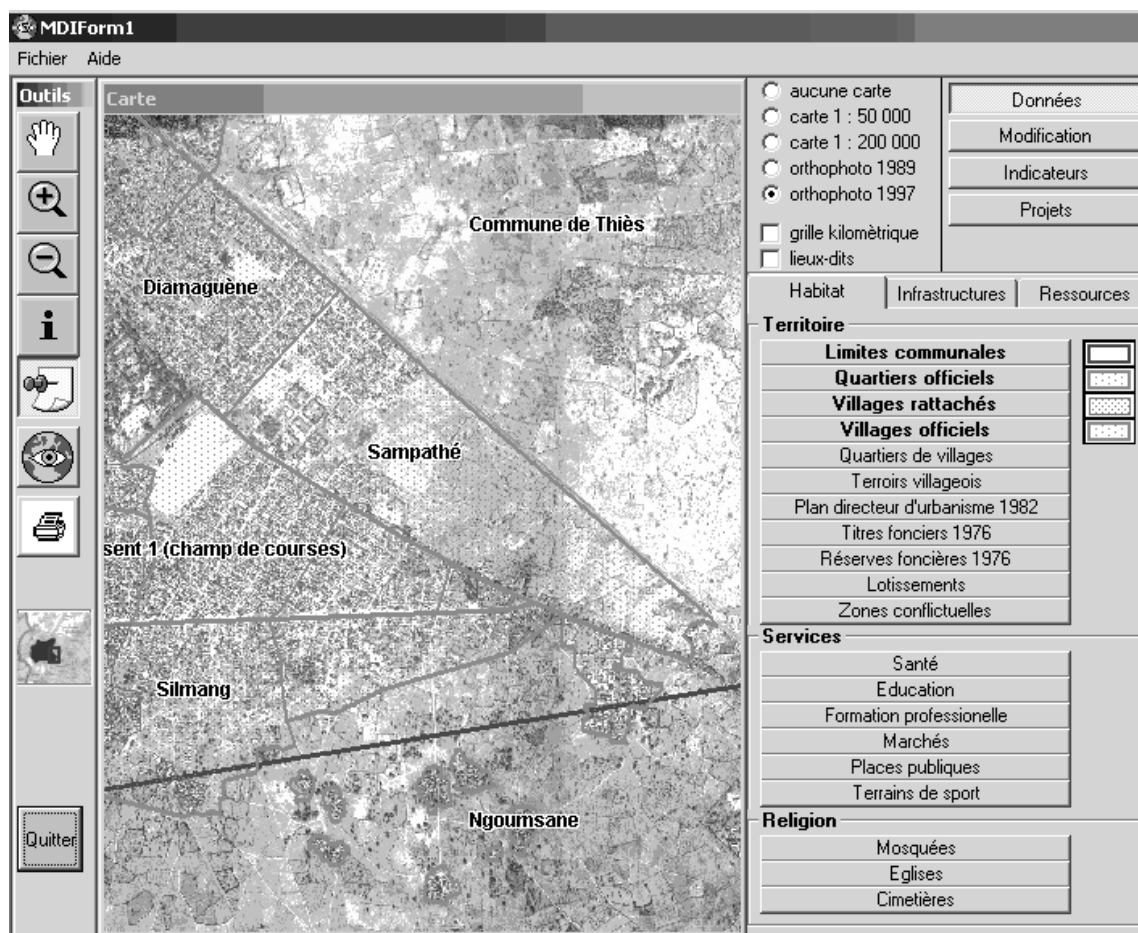 MDIForm1
Fichier Aide
Outils
Carte
Commune de Thiès
Diamaguène
Sampathé
sent 1 (champ de courses)
Silmang
Ngoumsane
i
Quitter
aucune carte
carte 1 : 50 000
carte 1 : 200 000
orthophoto 1989
orthophoto 1997
grille kilomètrique
lieux-dits
Données
Modification
Indicateurs
Projets
Habitat Infrastructures Ressources
Territoire
Limites communales
Quartiers officiels
Villages rattachés
Villages officiels
Quartiers de villages
Terroirs villageois
Plan directeur d'urbanisme 1982
Titres fonciers 1976
Réserves foncières 1976
Lotissements
Zones conflictuelles
Services
Santé
Education
Formation professionelle
Marchés
Places publiques
Terrains de sport
Religion
Mosquées
Eglises
Cimetières